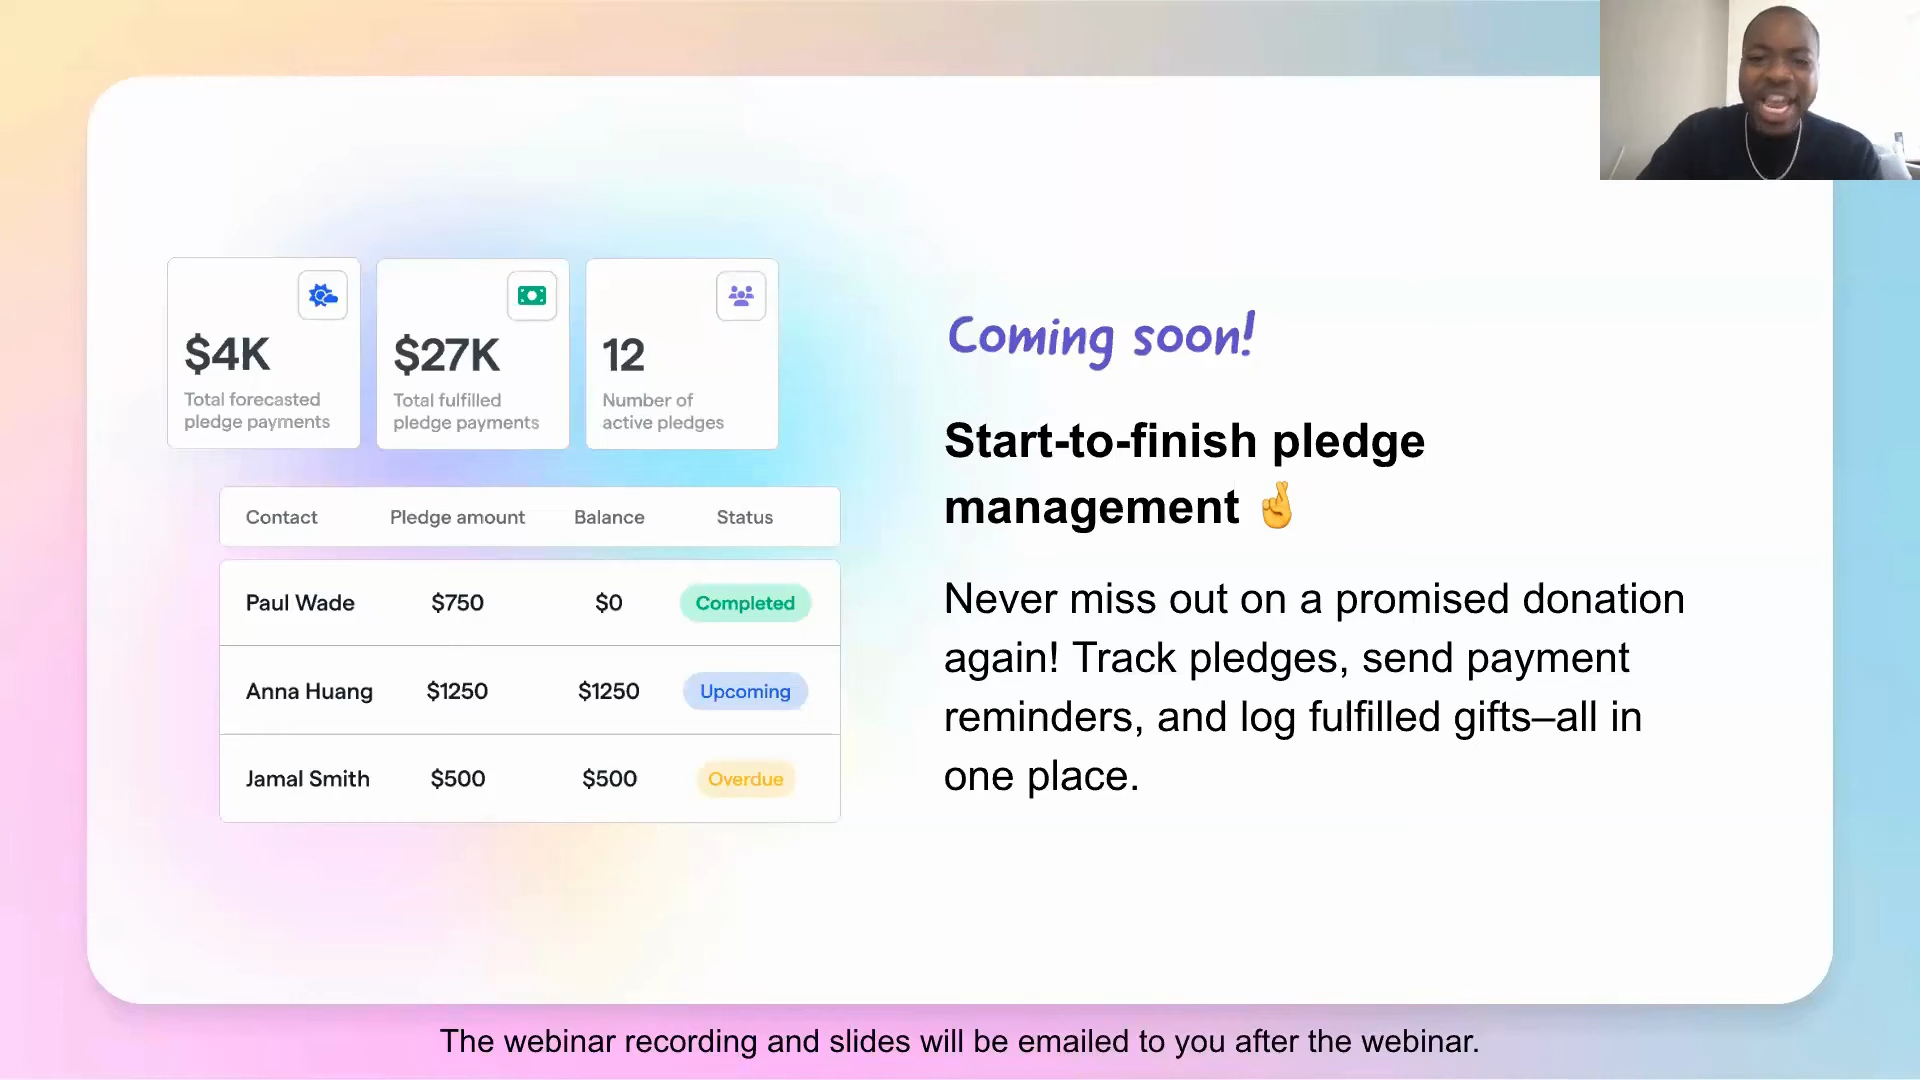 $4K
Total forecasted
pledge payments
$27K
Total fulfilled
pledge payments
12
Number of
active pledges
Contact Pledge amount Balance Status
Paul Wade $750 $0 Completed
Anna Huang $1250 $1250 Upcoming
Jamal Smith $500 $500 Overdue
Coming soon!
Start-to-finish pledge
management 🤞
Never miss out on a promised donation
again! Track pledges, send payment
reminders, and log fulfilled gifts–all in
one place.
The webinar recording and slides will be emailed to you after the webinar.